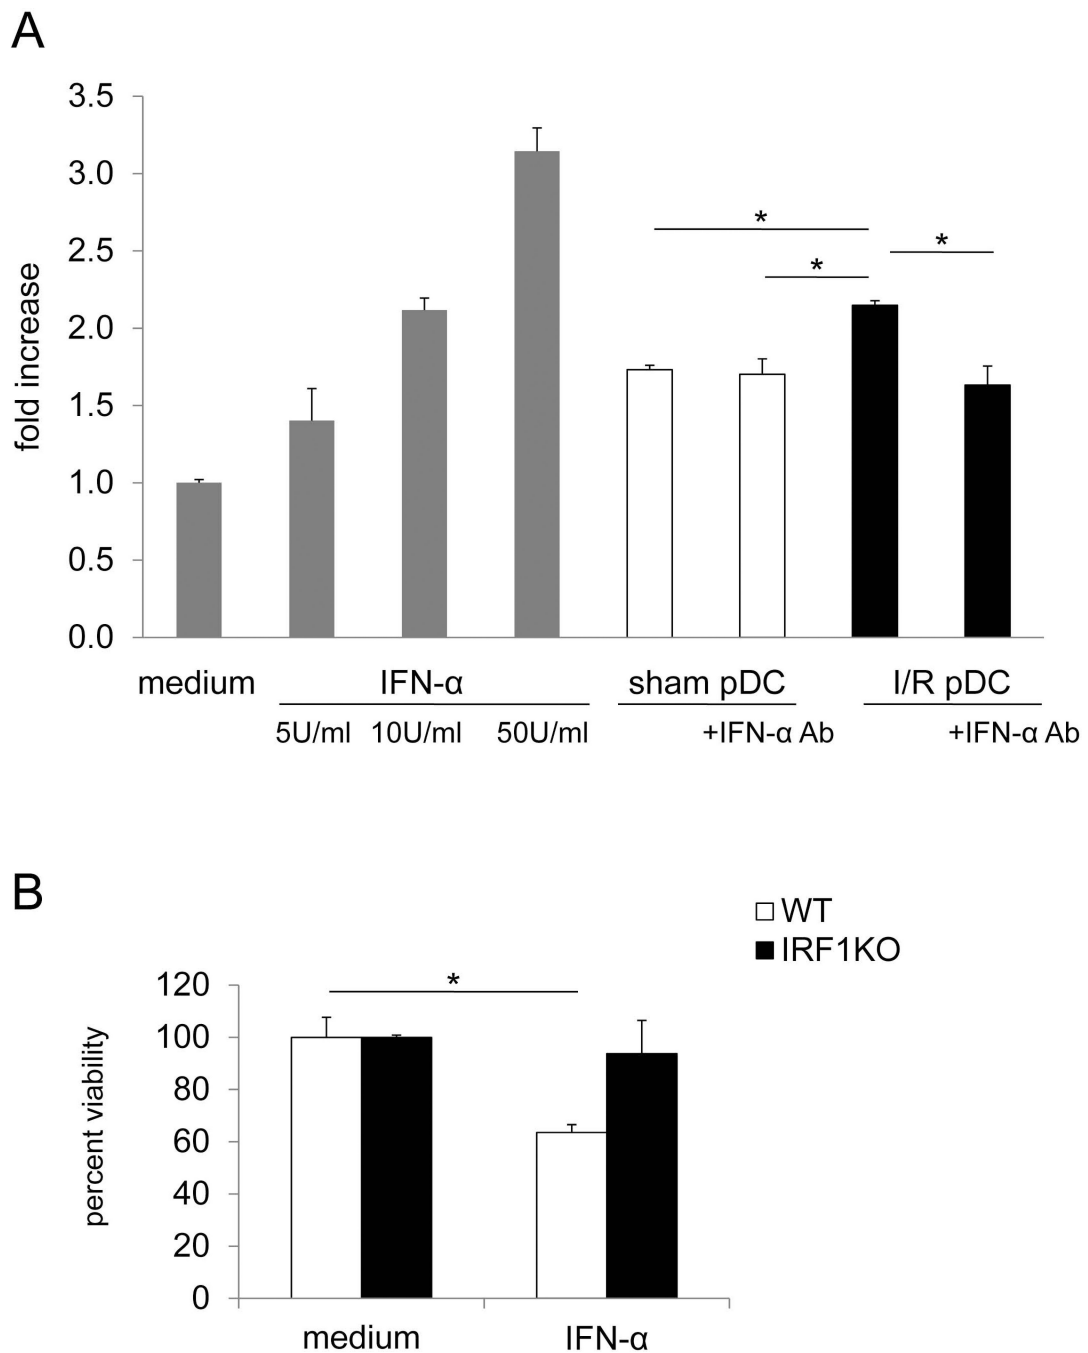 A
3.5
3.0
2.5
2.0
1.5
1.0
0.5
0.0
fold increase
*
*
*
medium IFN-α sham pDC I/R pDC
5U/ml 10U/ml 50U/ml +IFN-α Ab +IFN-α Ab
B
WT
IRF1KO
120
100
80
60
40
20
0
percent viability
*
medium IFN-α